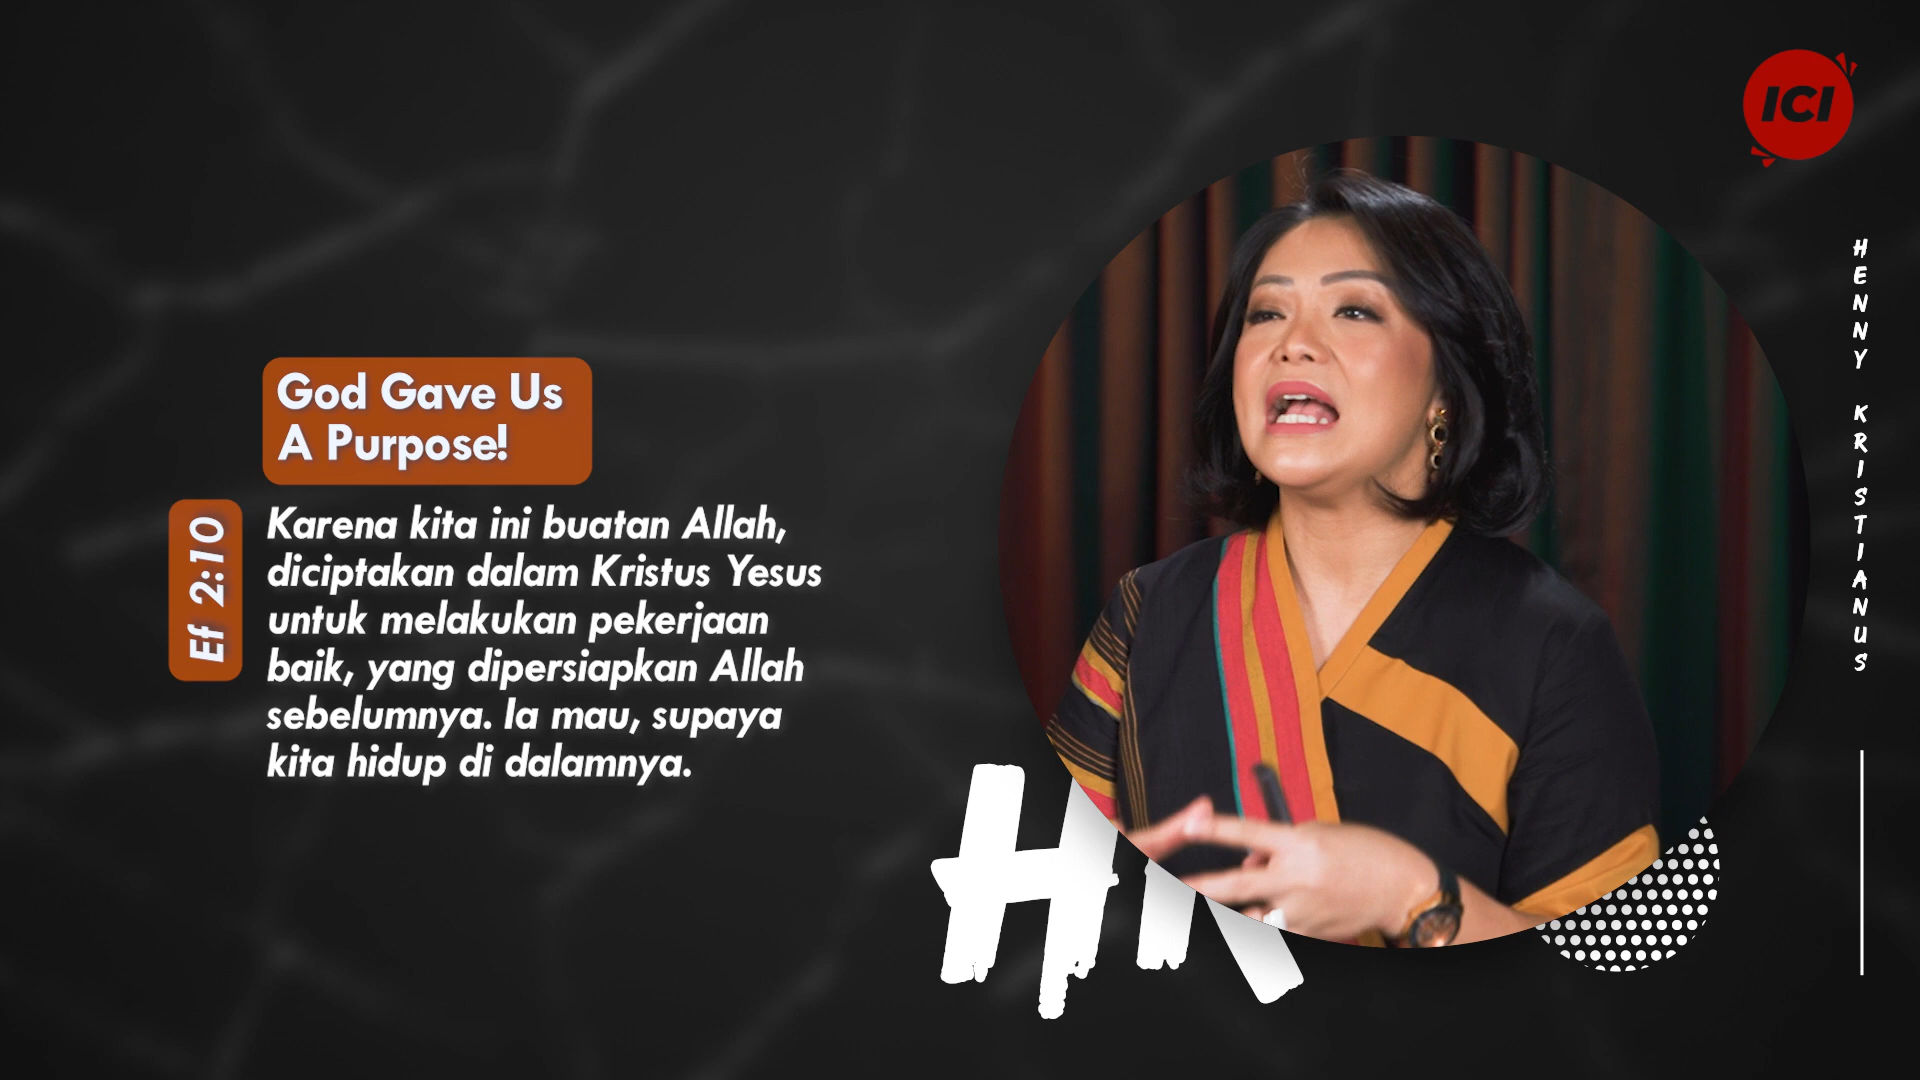 ICI
God Gave Us
A Purpose!
Ef 2:10
Karena kita ini buatan Allah,
diciptakan dalam Kristus Yesus
untuk melakukan pekerjaan
baik, yang dipersiapkan Allah
sebelumnya. Ia mau, supaya
kita hidup di dalamnya.
HENNY KRISTIANUS
HK